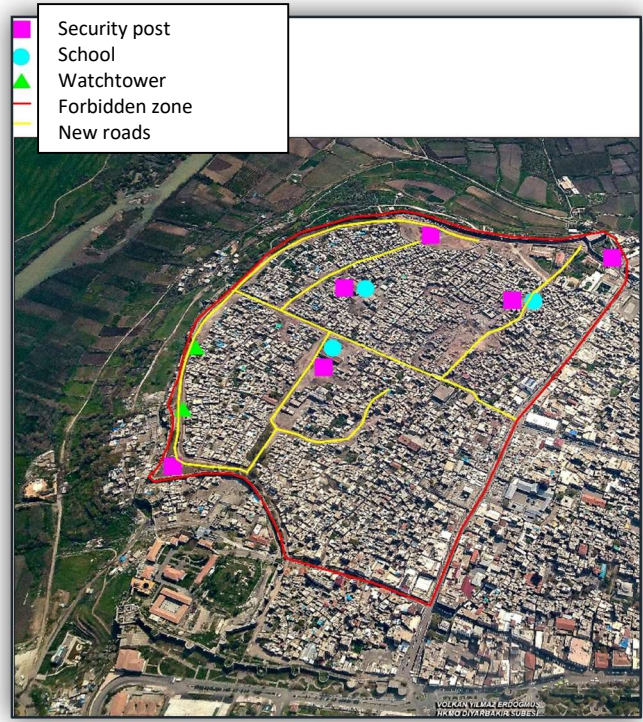 Security post
School
Watchtower
Forbidden zone
New roads
VOLKAN YILMAZ ERDOĞMUŞ
HKMO DİYARBAKIR ŞUBESİ